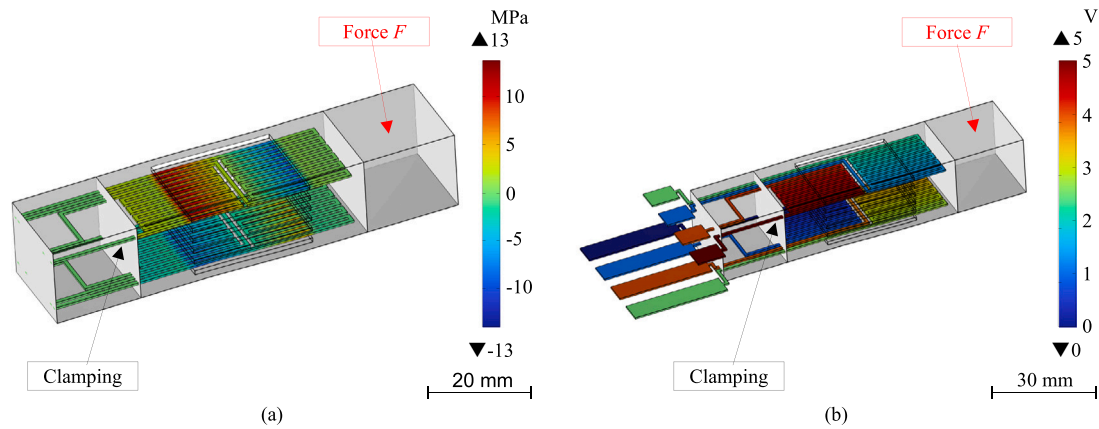 MPa
▲ 13
Force F
10
5
0
-5
-10
▼ -13
Clamping
20 mm
(a)
V
▲ 5
Force F
5
4
3
2
1
0
▼ 0
Clamping
30 mm
(b)